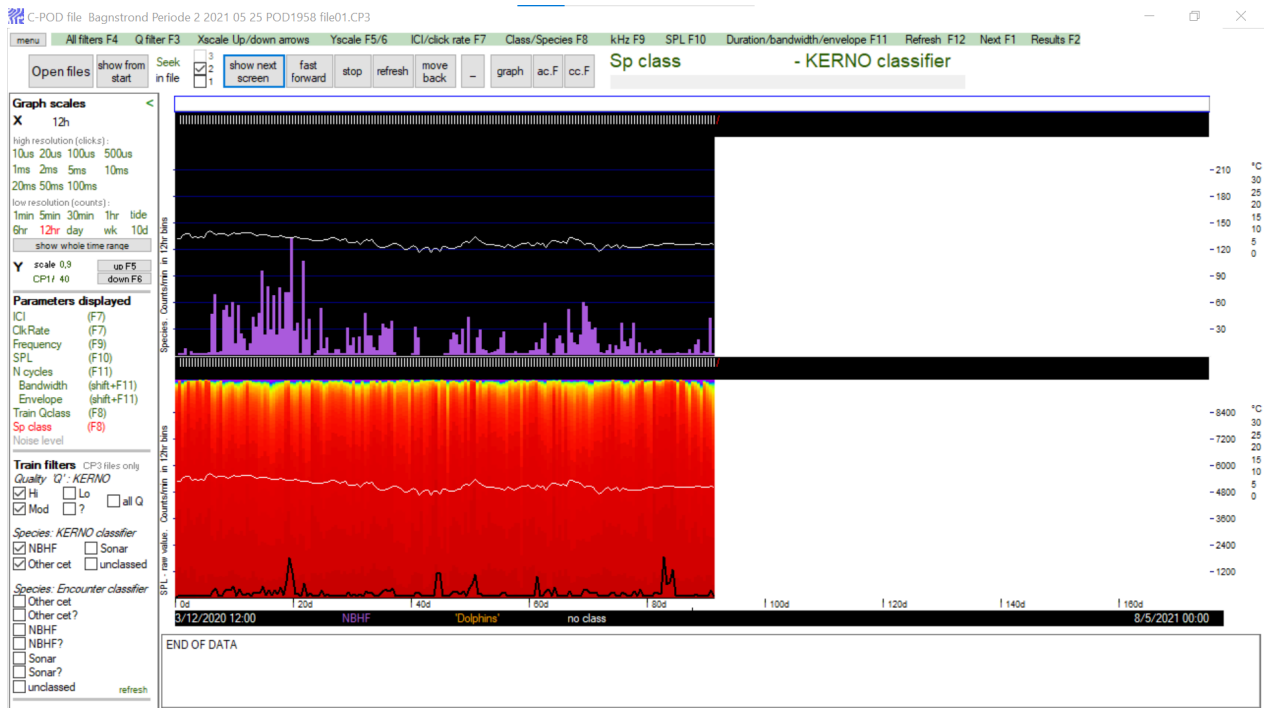 C-POD file Bagnstrond Periode 2 2021 05 25 POD1958 file01.CP3
menu All filters F4 Q filter F3 Xscale Up/down arrows Yscale F5/6 ICI/click rate F7 Class/Species F8 kHz F9 SPL F10 Duration/bandwidth/envelope F11 Refresh F12 Next F1 Results F2
Open files show from start Seek in file 3 2 1 show next screen fast forward stop refresh move back _ graph ac.F cc.F Sp class - KERNO classifier
Graph scales <
X 12h
high resolution (clicks) :
10us 20us 100us 500us
1ms 2ms 5ms 10ms
20ms 50ms 100ms
low resolution (counts) :
1min 5min 30min 1hr tide
6hr 12hr day wk 10d
show whole time range
Y scale 0,9 up F5
CP1/ 40 down F6
Parameters displayed
ICI (F7)
ClkRate (F7)
Frequency (F9)
SPL (F10)
N cycles (F11)
Bandwidth (shift+F11)
Envelope (shift+F11)
Train Qclass (F8)
Sp class (F8)
Noise level
Train filters CP3 files only
Quality 'Q' : KERNO
Hi Lo
all Q
Mod ?
Species: KERNO classifier
NBHF Sonar
Other cet unclassed
Species: Encounter classifier
Other cet
Other cet?
NBHF
NBHF?
Sonar
Sonar?
unclassed refresh
Species. Counts/min in 12hr bins
210
180
150
120
90
60
30
°C
30
25
20
15
10
5
0
SPL - raw value. Counts/min in 12hr bins
8400
7200
6000
4800
3600
2400
1200
°C
30
25
20
15
10
5
0
0d 20d 40d 60d 80d 100d 120d 140d 160d
3/12/2020 12:00 NBHF 'Dolphins' no class 8/5/2021 00:00
END OF DATA